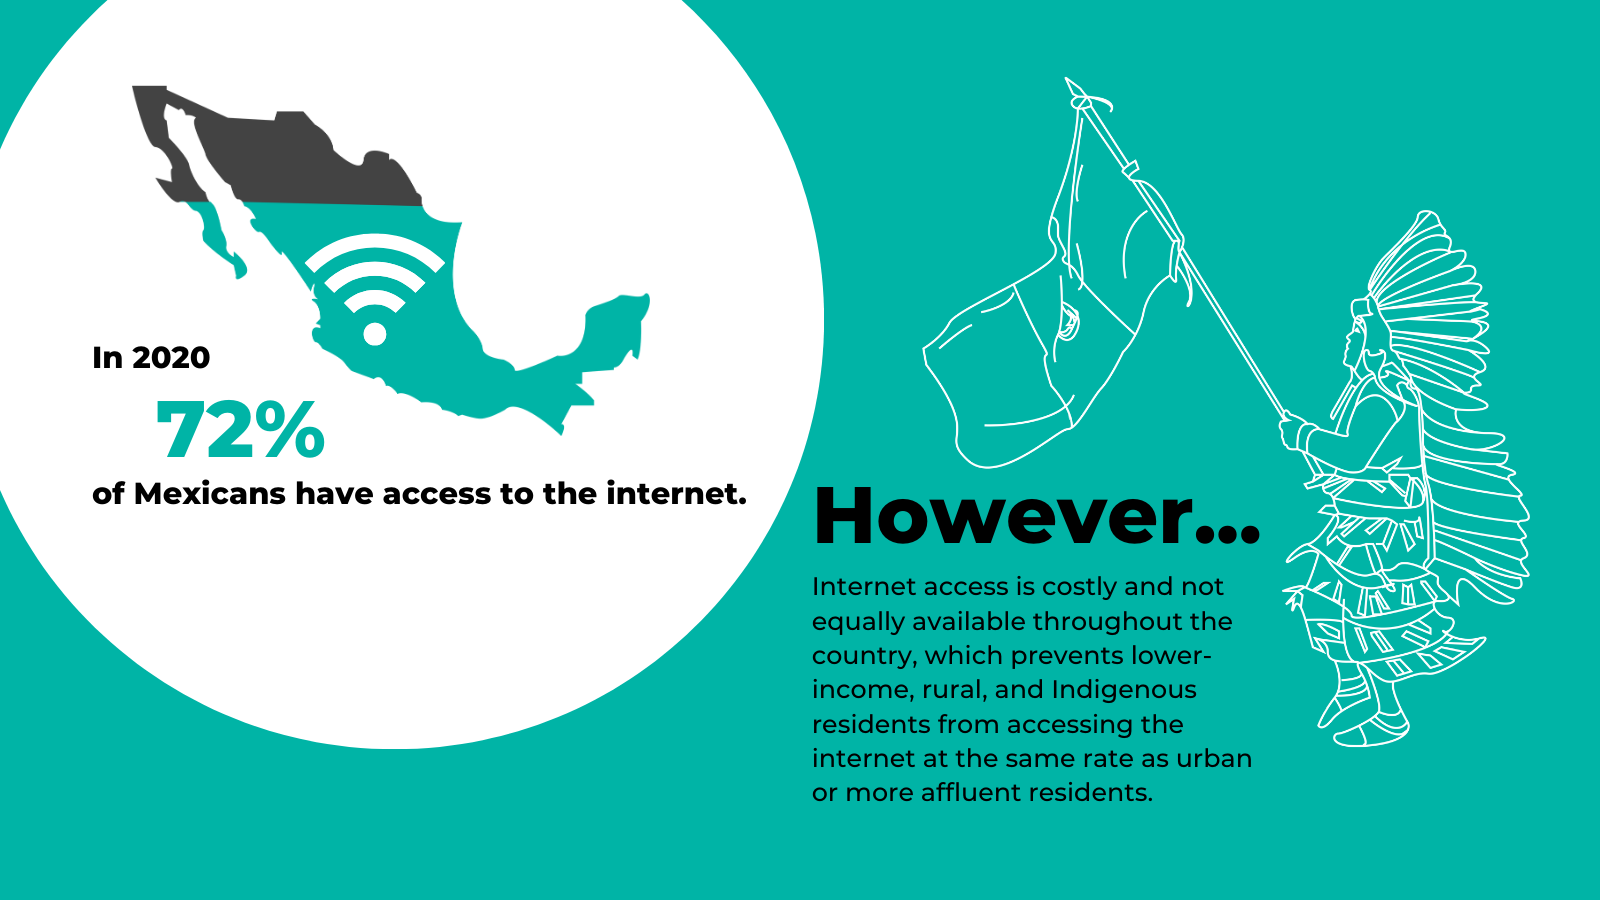 In 2020
72%
of Mexicans have access to the internet.
However...
Internet access is costly and not
equally available throughout the
country, which prevents lower-
income, rural, and Indigenous
residents from accessing the
internet at the same rate as urban
or more affluent residents.